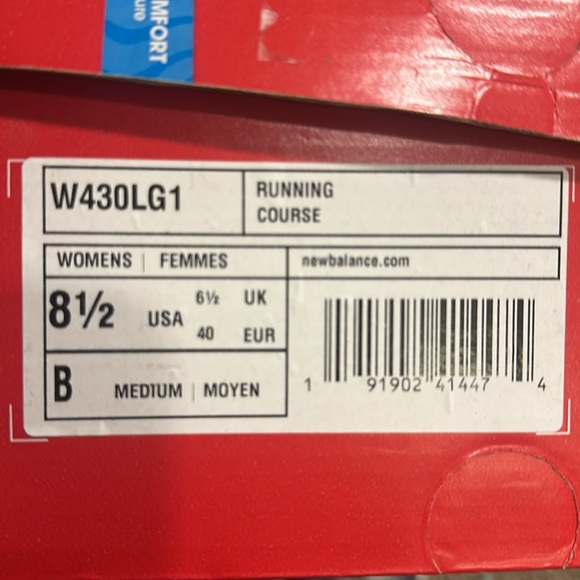 MFORT
ure
W430LG1
RUNNING
COURSE
WOMENS | FEMMES
newbalance.com
8½ USA
6½ UK
40 EUR
B MEDIUM | MOYEN
1 91902 41447 4